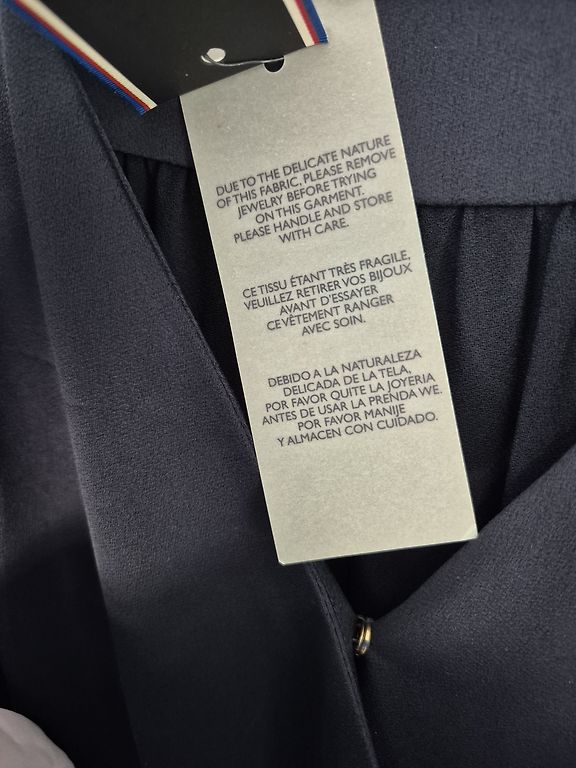 DUE TO THE DELICATE NATURE
OF THIS FABRIC, PLEASE REMOVE
JEWELRY BEFORE TRYING
ON THIS GARMENT.
PLEASE HANDLE AND STORE
WITH CARE.
CE TISSU ÉTANT TRÈS FRAGILE,
VEUILLEZ RETIRER VOS BIJOUX
AVANT D'ESSAYER
CE VÊTEMENT RANGER
AVEC SOIN.
DEBIDO A LA NATURALEZA
DELICADA DE LA TELA,
POR FAVOR QUITE LA JOYERIA
ANTES DE USAR LA PRENDA WE.
POR FAVOR MANIJE
Y ALMACEN CON CUÍDADO.